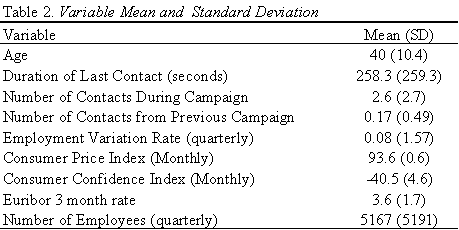 Table 2. Variable Mean and Standard Deviation
Variable Mean (SD)
Age 40 (10.4)
Duration of Last Contact (seconds) 258.3 (259.3)
Number of Contacts During Campaign 2.6 (2.7)
Number of Contacts from Previous Campaign 0.17 (0.49)
Employment Variation Rate (quarterly) 0.08 (1.57)
Consumer Price Index (Monthly) 93.6 (0.6)
Consumer Confidence Index (Monthly) -40.5 (4.6)
Euribor 3 month rate 3.6 (1.7)
Number of Employees (quarterly) 5167 (5191)